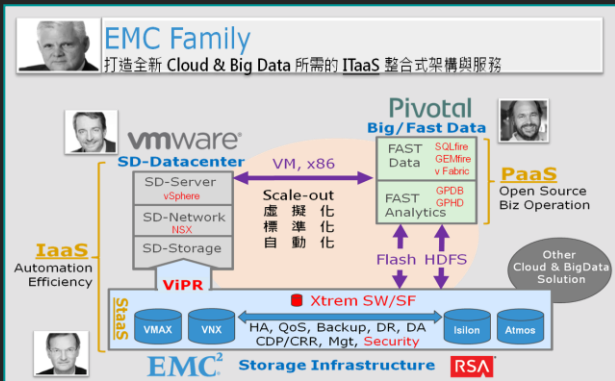 EMC Family
打造全新 Cloud & Big Data 所需的 ITaaS 整合式架構與服務
vmware®
SD-Datacenter
SD-Server
vSphere
SD-Network
NSX
SD-Storage
IaaS
Automation
Efficiency
VM, x86
Scale-out
虛擬化
標準化
自動化
Pivotal
Big/Fast Data
FAST
Data
SQLfire
GEMfire
v Fabric
FAST
Analytics
GPDB
GPHD
PaaS
Open Source
Biz Operation
Flash
HDFS
Other
Cloud & BigData
Solution
ViPR
StaaS
Xtrem SW/SF
VMAX
VNX
HA, QoS, Backup, DR, DA
CDP/CRR, Mgt, Security
Isilon
Atmos
EMC²
Storage Infrastructure
RSA